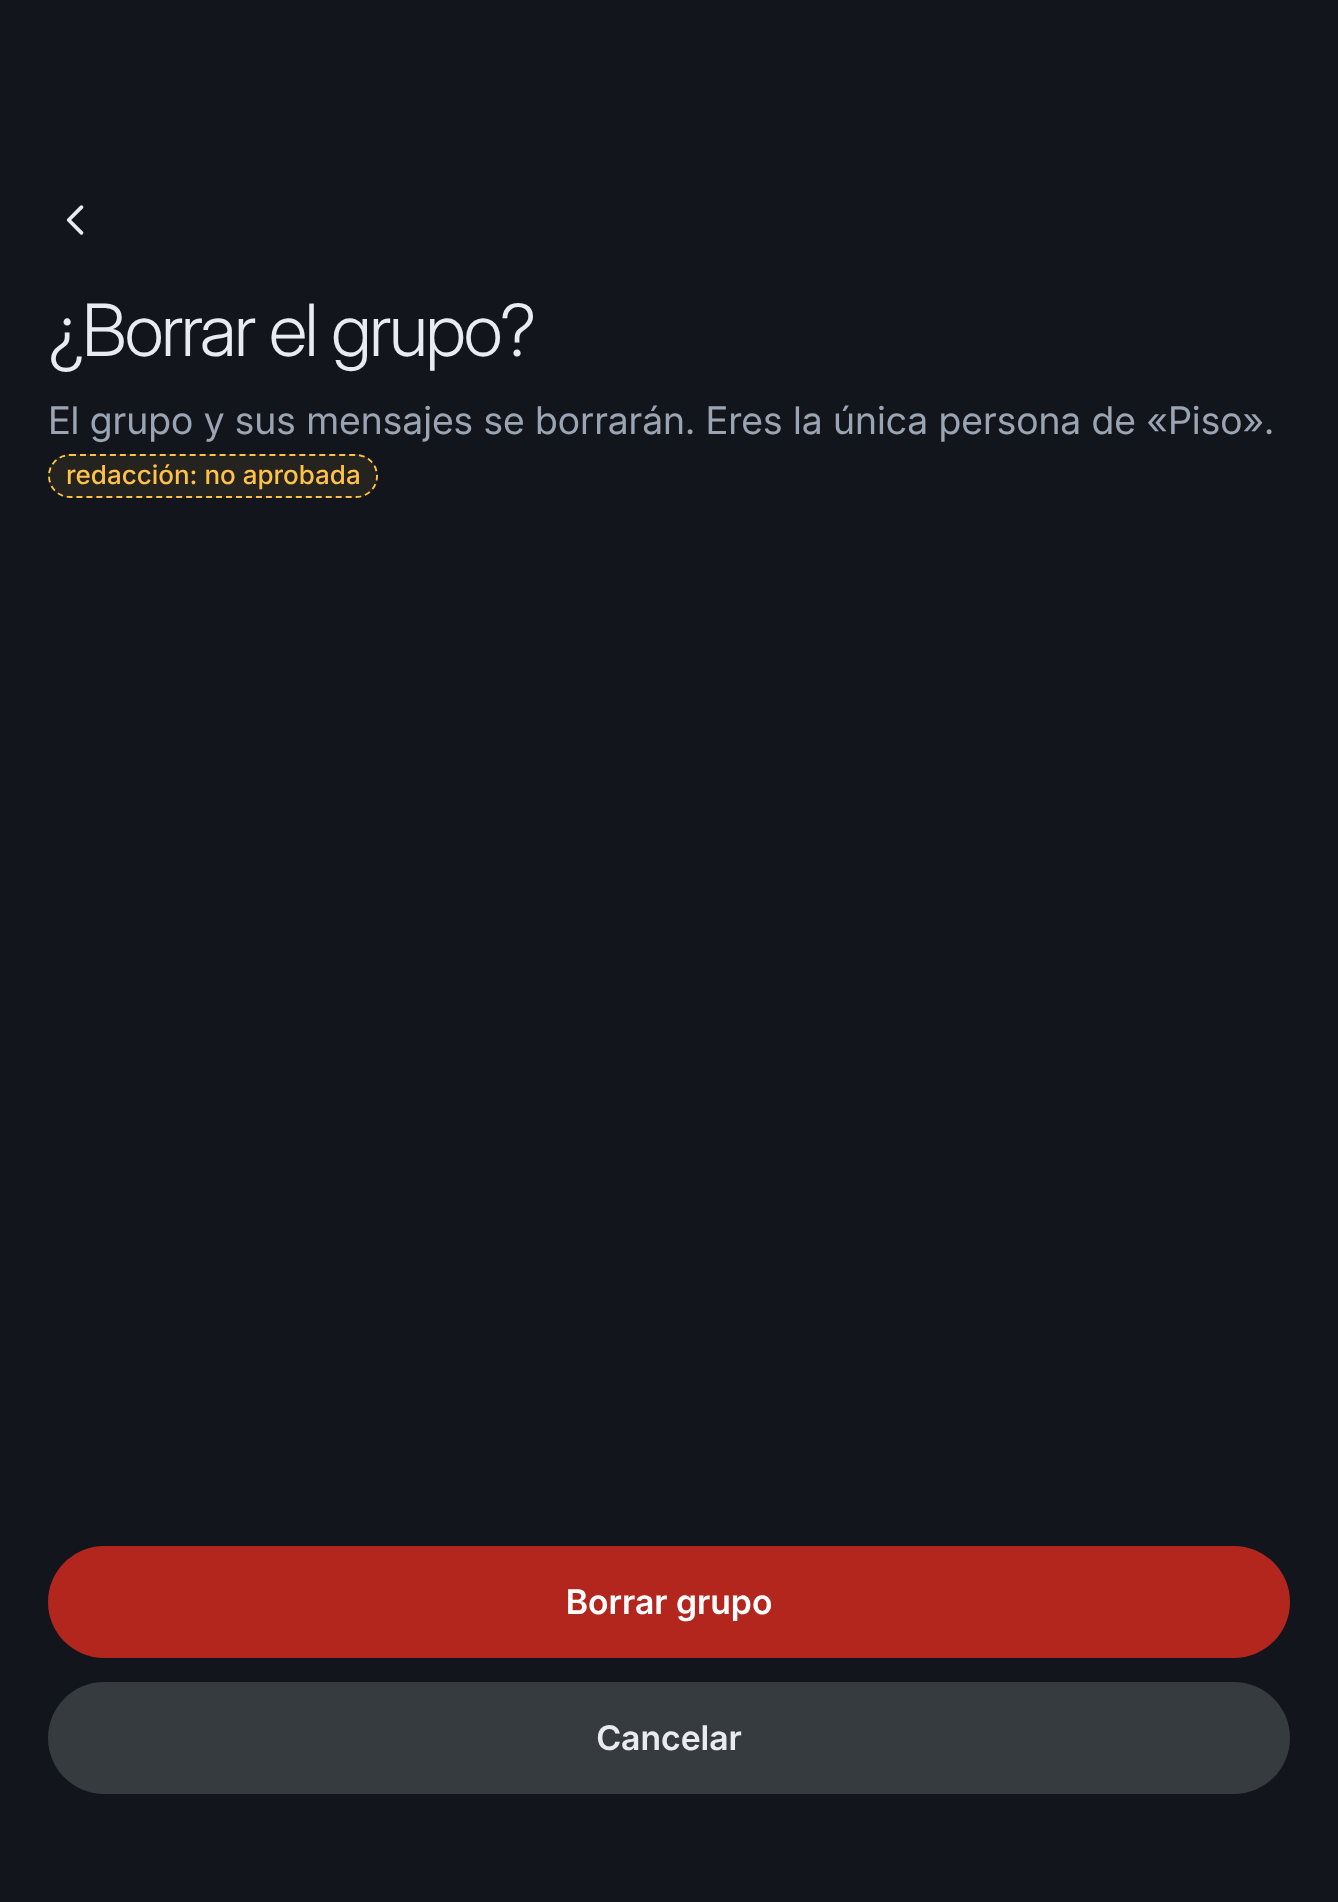 ¿Borrar el grupo?
El grupo y sus mensajes se borrarán. Eres la única persona de «Piso».
redacción: no aprobada
Borrar grupo
Cancelar